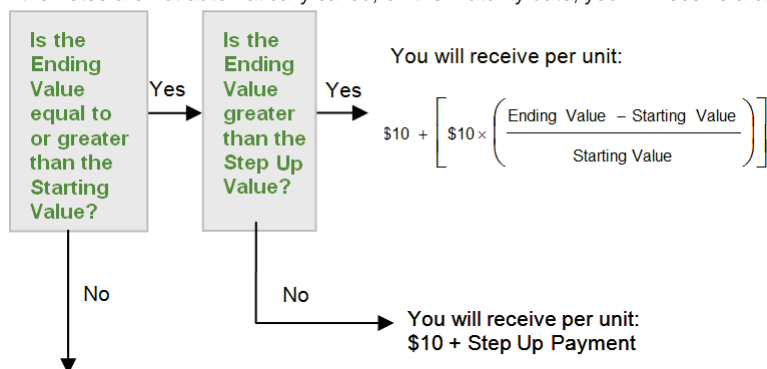 Is the
Ending
Value
equal to
or greater
than the
Starting
Value?
Yes
Is the
Ending
Value
greater
than the
Step Up
Value?
Yes
You will receive per unit:
$10 + [ $10 × ( Ending Value – Starting Value
Starting Value ) ]
No
No
You will receive per unit:
$10 + Step Up Payment